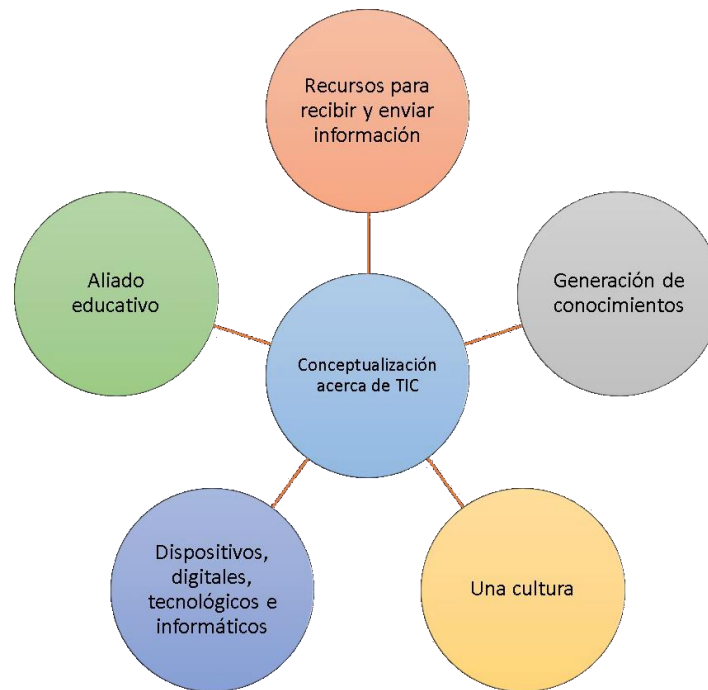 Recursos para
recibir y enviar
información
Aliado
educativo
Generación de
conocimientos
Conceptualización
acerca de TIC
Dispositivos,
digitales,
tecnológicos e
informáticos
Una cultura